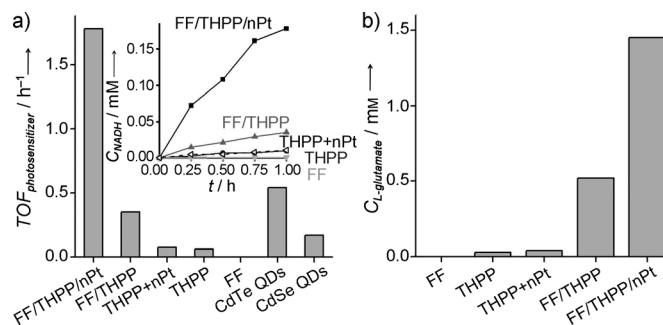 a)
TOFphotosensitizer / h⁻¹ →
1.5
1.0
0.5
0.0
FF/THPP/nPt
FF/THPP
THPP+nPt
THPP
FF
CdTe QDs
CdSe QDs
FF/THPP/nPt
CNADH / mM →
0.15
0.10
0.05
0.00
FF/THPP
THPP+nPt
THPP
FF
0.00 0.25 0.50 0.75 1.00
t / h
b)
CL-glutamate / mM →
1.5
1.0
0.5
0.0
FF
THPP
THPP+nPt
FF/THPP
FF/THPP/nPt